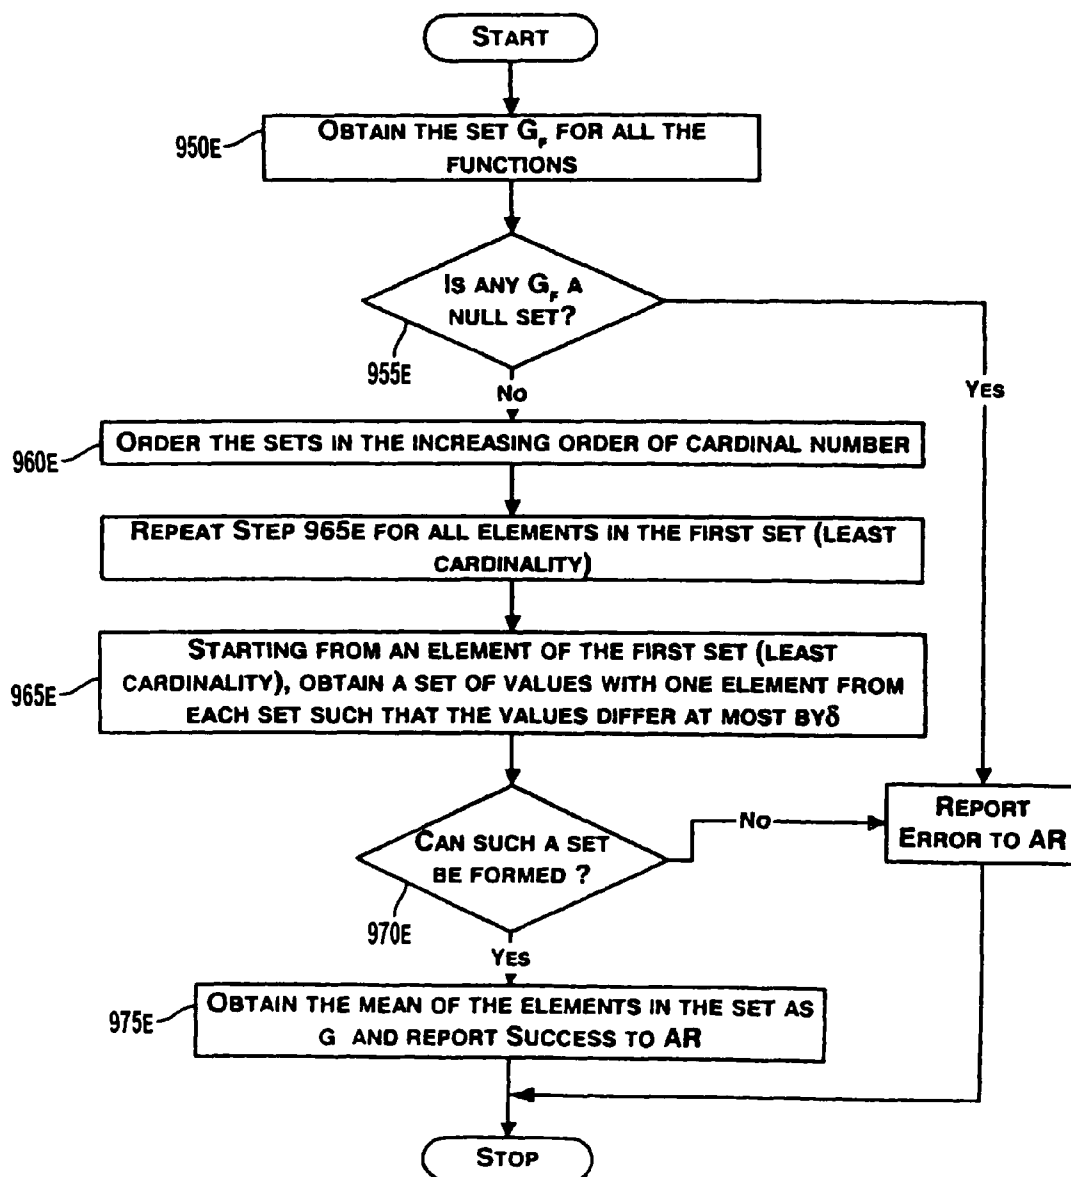 START
950E
OBTAIN THE SET G_F FOR ALL THE
FUNCTIONS
IS ANY G_F A
NULL SET?
955E
NO
YES
960E
ORDER THE SETS IN THE INCREASING ORDER OF CARDINAL NUMBER
REPEAT STEP 965E FOR ALL ELEMENTS IN THE FIRST SET (LEAST
CARDINALITY)
965E
STARTING FROM AN ELEMENT OF THE FIRST SET (LEAST
CARDINALITY), OBTAIN A SET OF VALUES WITH ONE ELEMENT FROM
EACH SET SUCH THAT THE VALUES DIFFER AT MOST BYδ
CAN SUCH A SET
BE FORMED ?
970E
NO
REPORT
ERROR TO AR
YES
975E
OBTAIN THE MEAN OF THE ELEMENTS IN THE SET AS
G AND REPORT SUCCESS TO AR
STOP